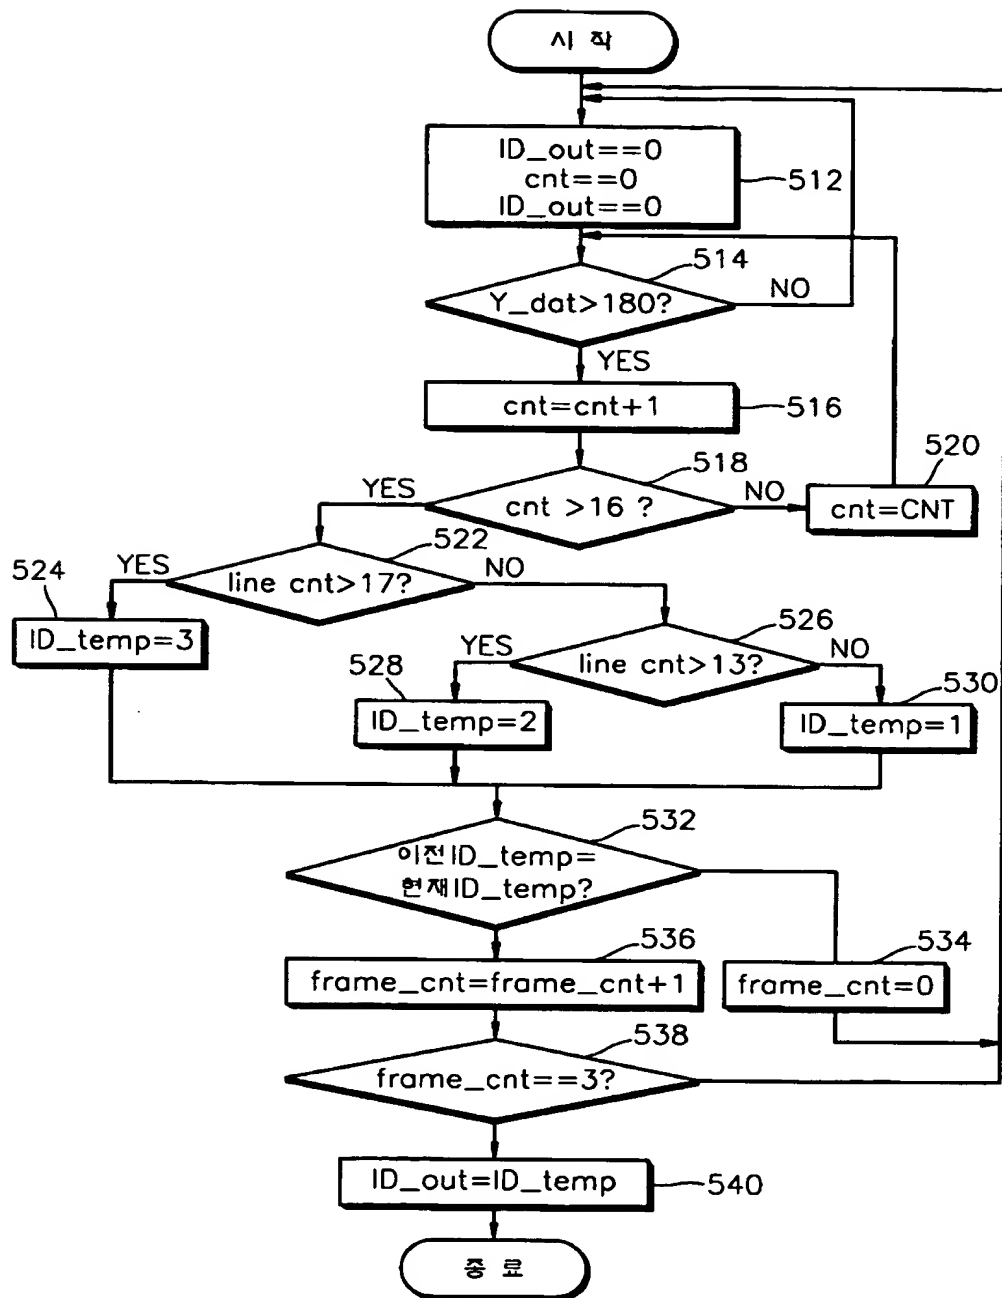 시 작
ID_out==0
cnt==0
ID_out==0
512
514
Y_dat>180?
NO
YES
cnt=cnt+1
516
518
cnt >16 ?
YES
NO
520
cnt=CNT
522
line cnt>17?
YES
NO
524
ID_temp=3
526
line cnt>13?
YES
NO
528
ID_temp=2
530
ID_temp=1
532
이전ID_temp=
현재ID_temp?
536
frame_cnt=frame_cnt+1
534
frame_cnt=0
538
frame_cnt==3?
ID_out=ID_temp
540
종 료